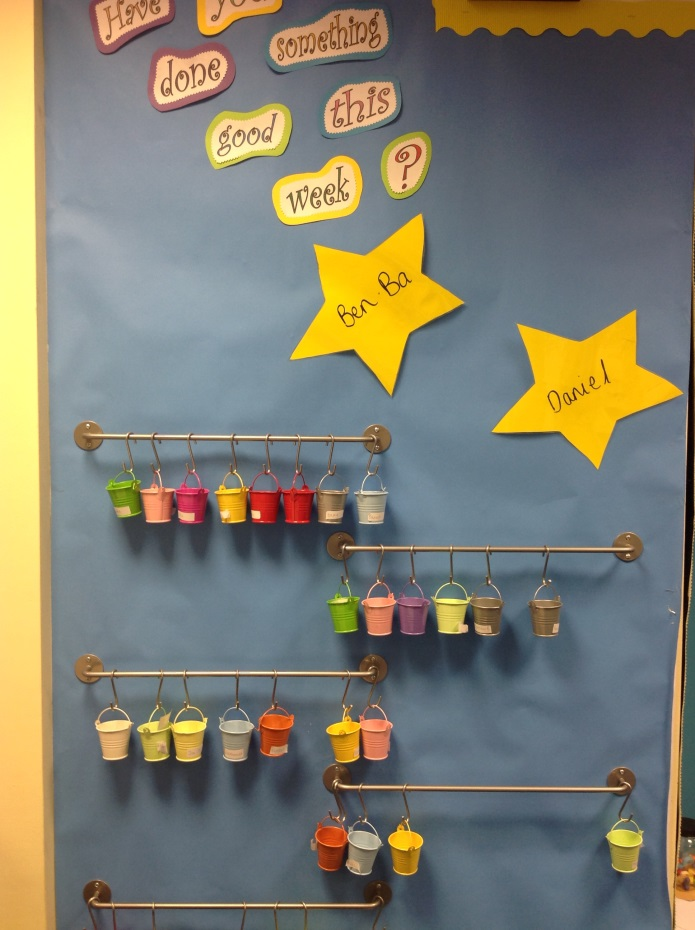 Have you
done something
good this
week ?
Ben Ba
Daniel